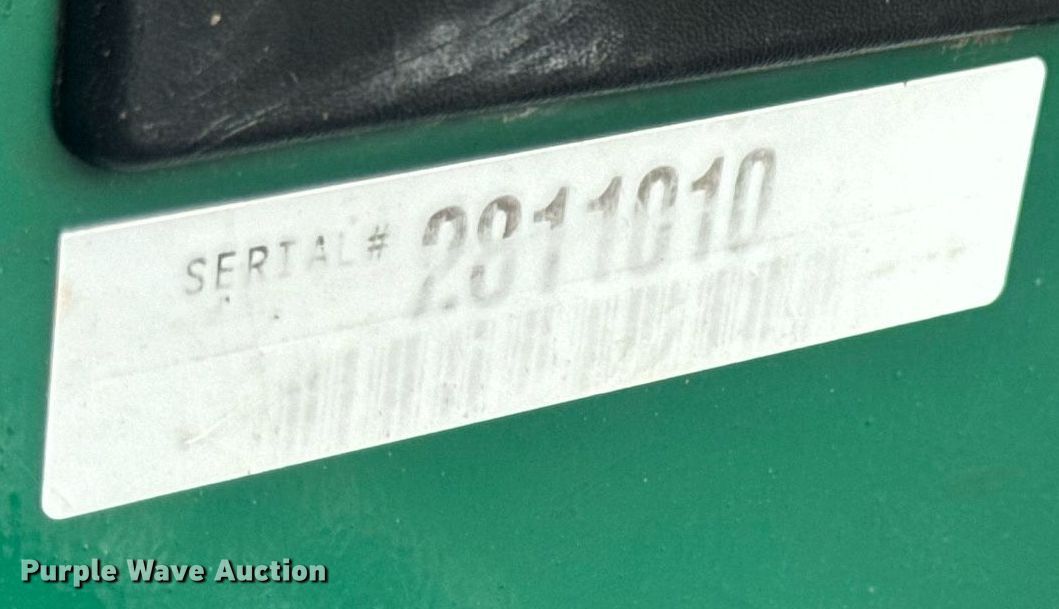 SERIAL# 2811010
Purple Wave Auction